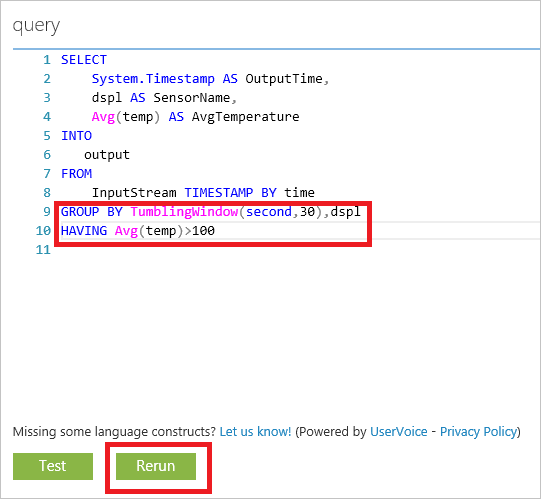 query
1 SELECT
2 System.Timestamp AS OutputTime,
3 dspl AS SensorName,
4 Avg(temp) AS AvgTemperature
5 INTO
6 output
7 FROM
8 InputStream TIMESTAMP BY time
9 GROUP BY TumblingWindow(second,30),dspl
10 HAVING Avg(temp)>100
11
Missing some language constructs? Let us know! (Powered by UserVoice - Privacy Policy)
Test Rerun